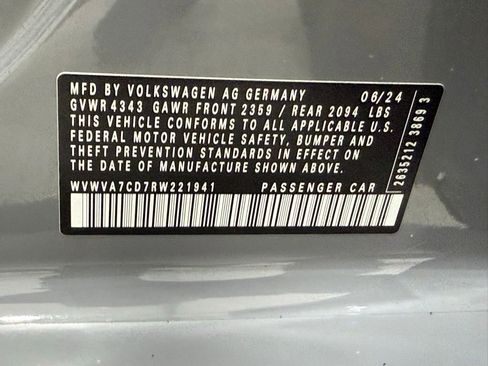 MFD BY VOLKSWAGEN AG GERMANY 06/24
GVWR 4343 GAWR FRONT 2359 / REAR 2094 LBS
THIS VEHICLE CONFORMS TO ALL APPLICABLE U.S.
FEDERAL MOTOR VEHICLE SAFETY, BUMPER AND
THEFT PREVENTION STANDARDS IN EFFECT ON
THE DATE OF MANUFACTURE SHOWN ABOVE.
WVWVA7CD7RW221941 PASSENGER CAR
2635212 3869 3